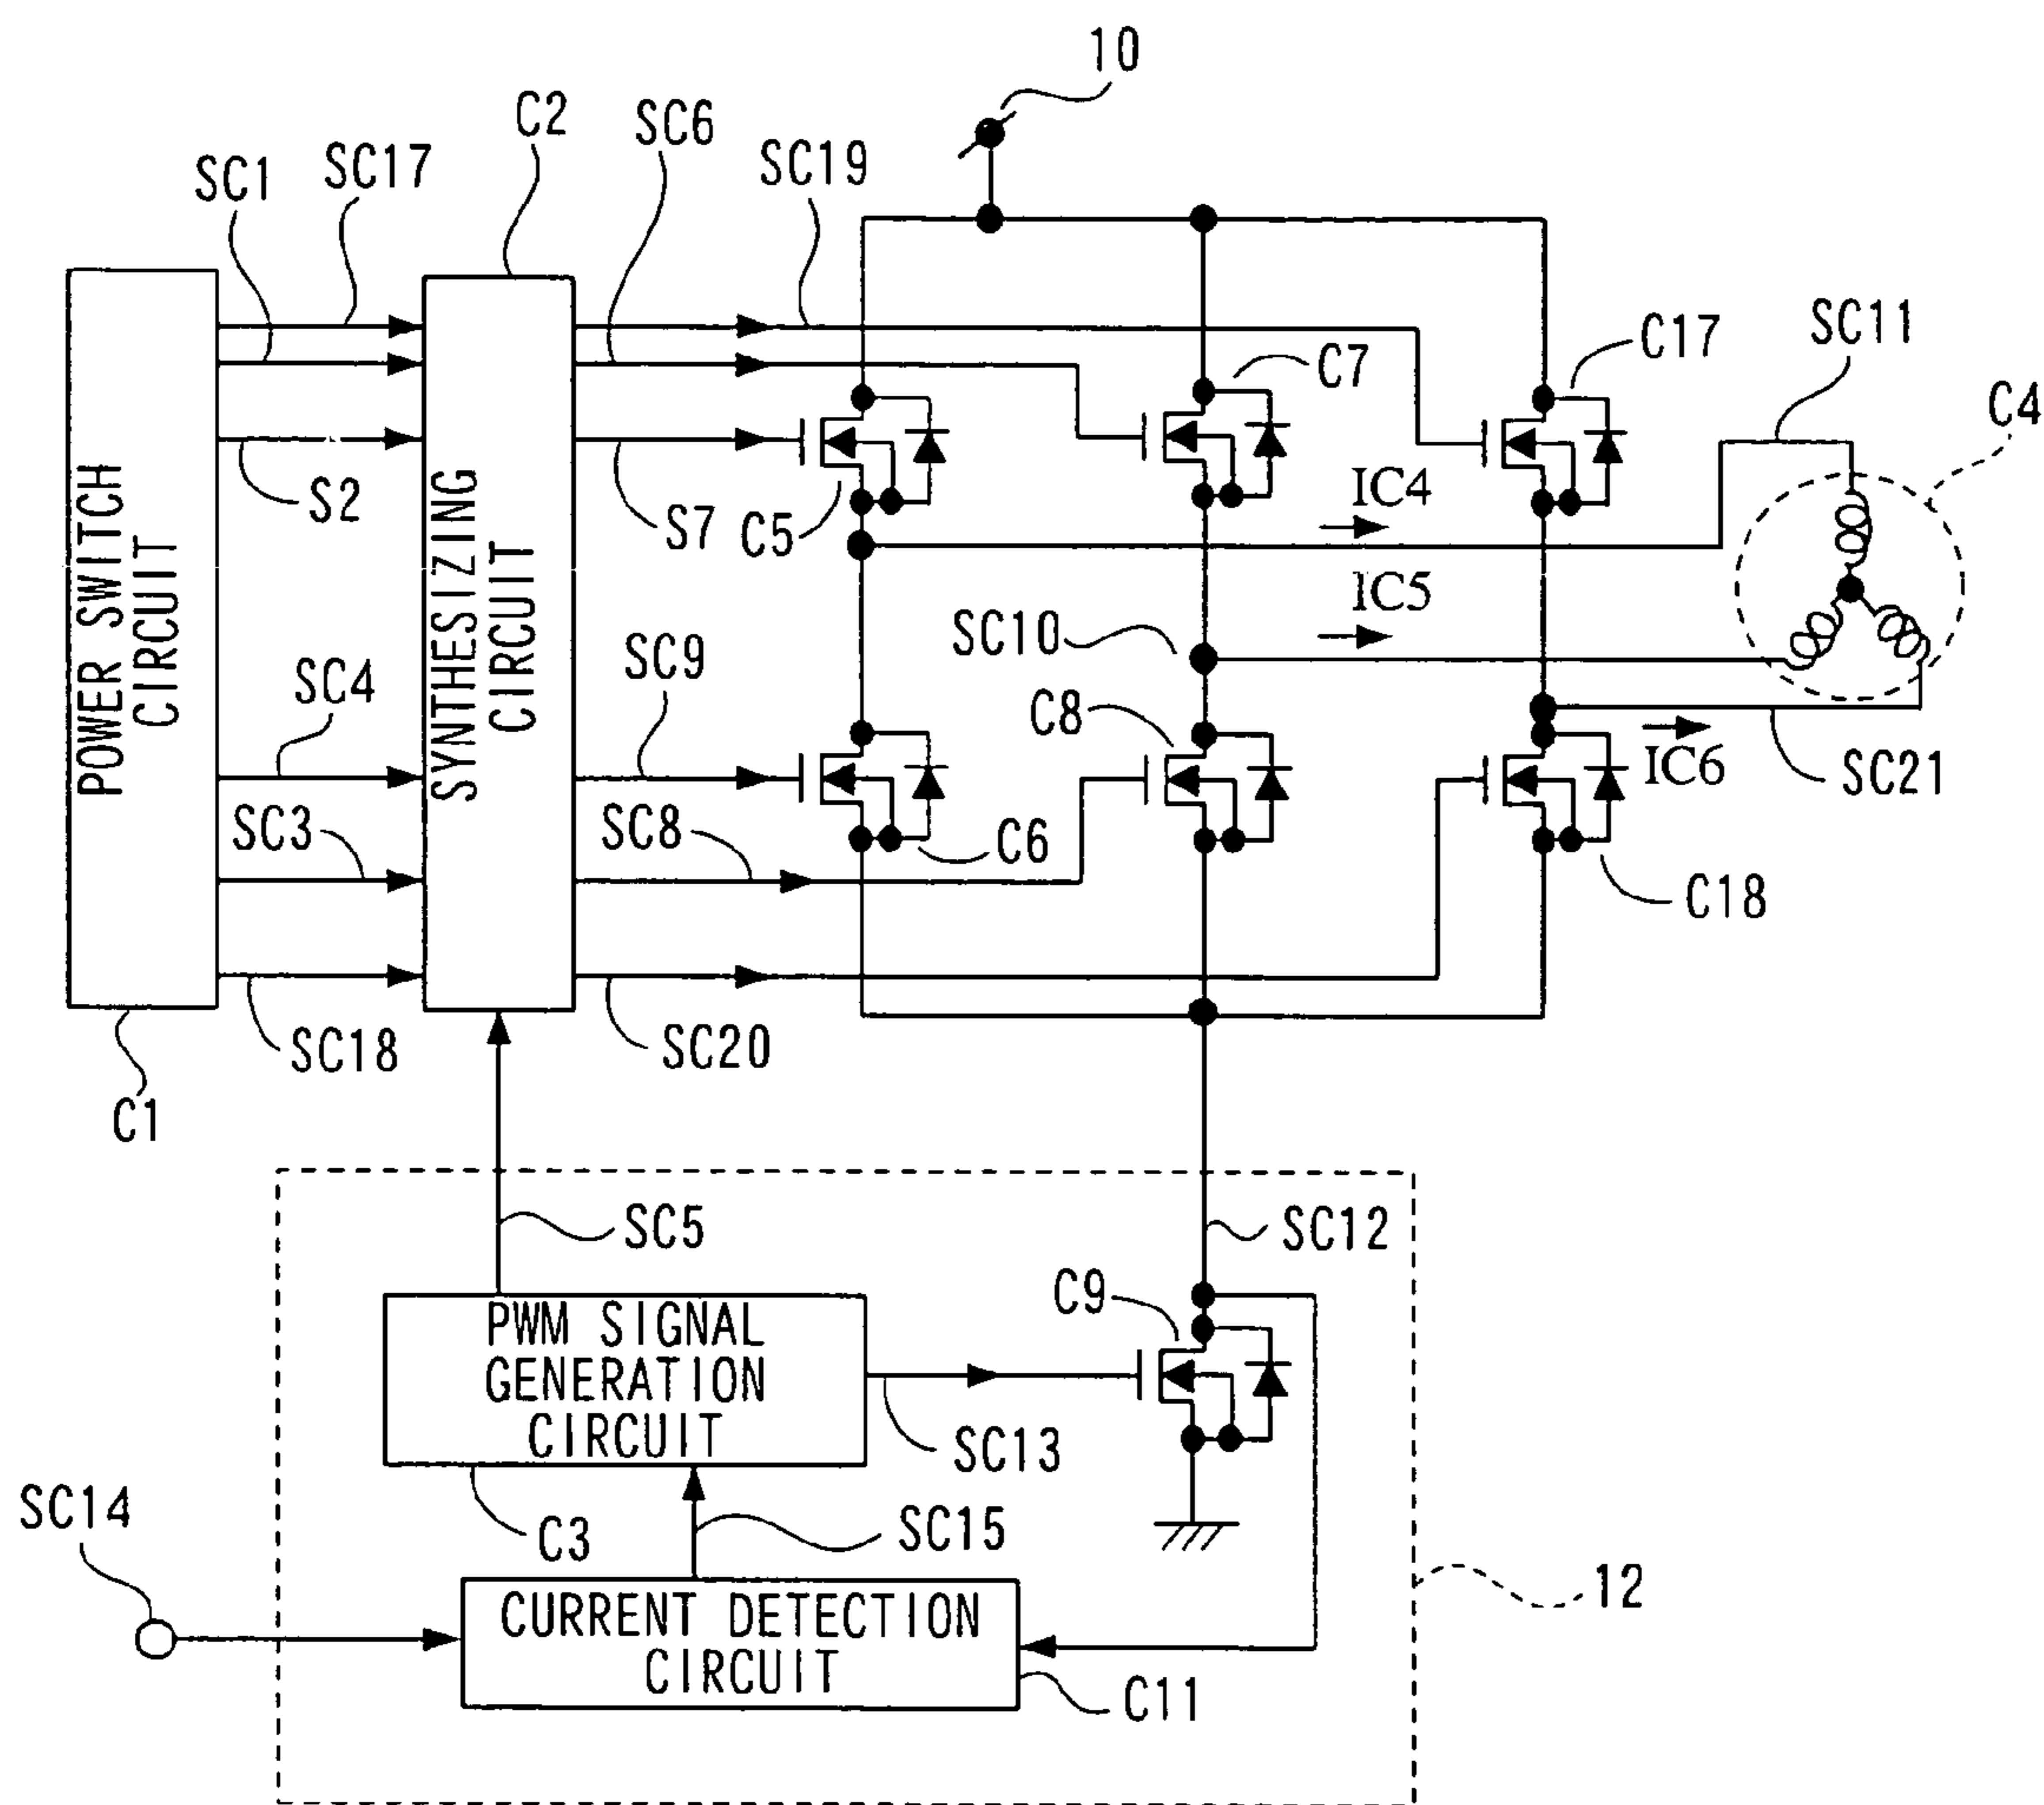 10
C2
SC6
SC19
SC17
SC1
C17
SC11
C7
C4
S2
S7
C5
IC4
POWER SWITCH
CIRCUIT
SYNTHESIZING
CIRCUIT
IC5
SC10
SC9
SC4
C8
IC6
SC21
SC3
SC8
C6
C18
SC18
SC20
C1
SC5
SC12
C9
PWM SIGNAL
GENERATION
CIRCUIT
SC13
SC14
C3
SC15
12
CURRENT DETECTION
CIRCUIT
C11